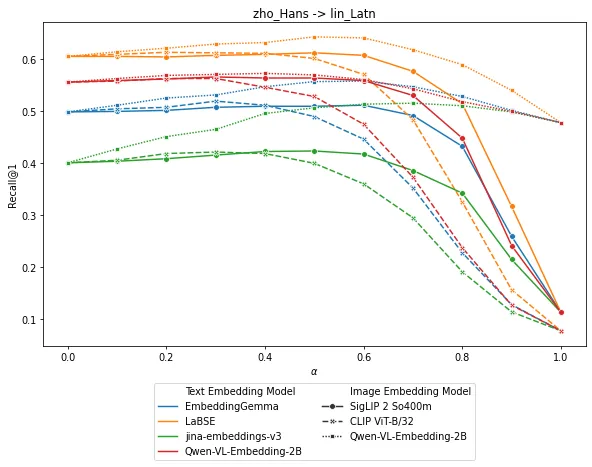 zho_Hans -> lin_Latn
Recall@1
0.6
0.5
0.4
0.3
0.2
0.1
0.0 0.2 0.4 0.6 0.8 1.0
α
Text Embedding Model Image Embedding Model
EmbeddingGemma SigLIP 2 So400m
LaBSE CLIP ViT-B/32
jina-embeddings-v3 Qwen-VL-Embedding-2B
Qwen-VL-Embedding-2B